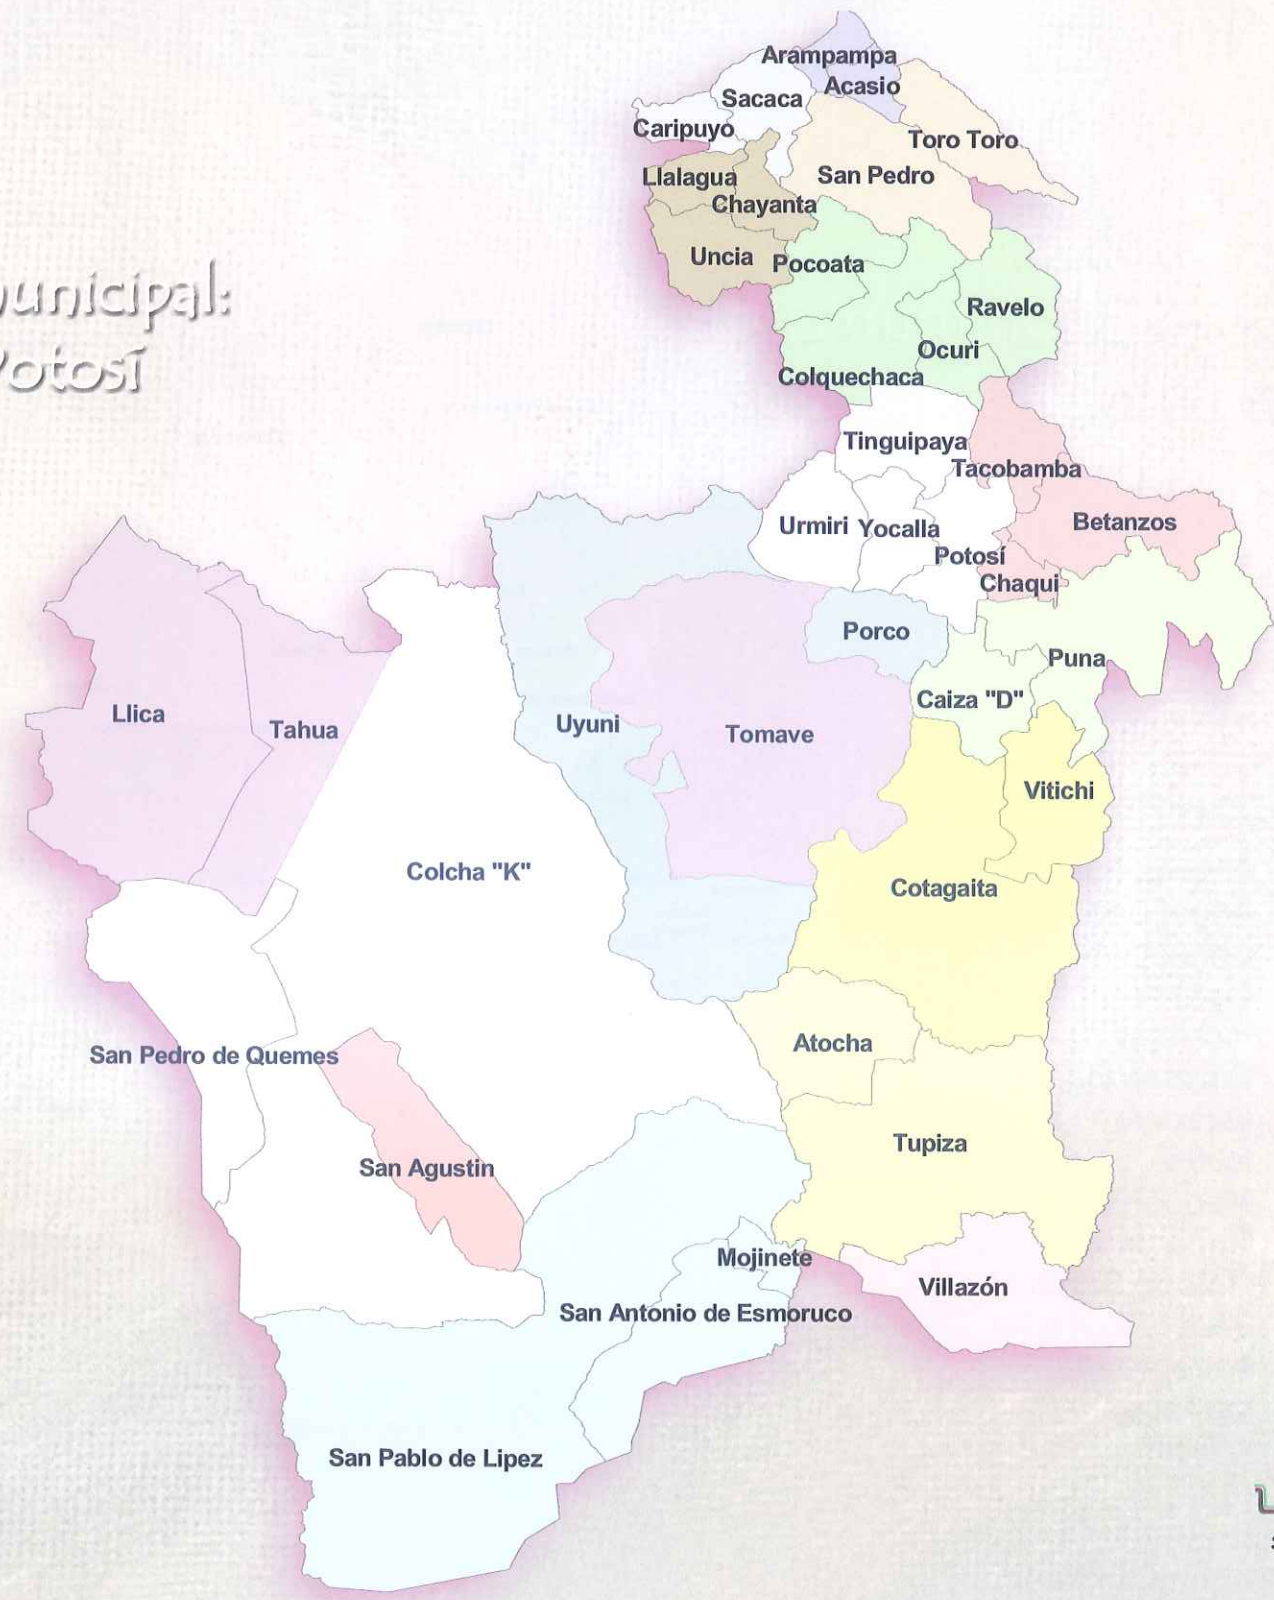 unicipal:
Potosí
Arampampa
Acasio
Sacaca
Caripuyo
Toro Toro
San Pedro
Llalagua
Chayanta
Uncia
Pocoata
Ravelo
Ocuri
Colquechaca
Tinguipaya
Tacobamba
Betanzos
Urmiri
Yocalla
Potosí
Chaqui
Porco
Puna
Caiza "D"
Llica
Tahua
Uyuni
Tomave
Vitichi
Colcha "K"
Cotagaita
San Pedro de Quemes
Atocha
Tupiza
San Agustin
Mojinete
Villazón
San Antonio de Esmoruco
San Pablo de Lipez